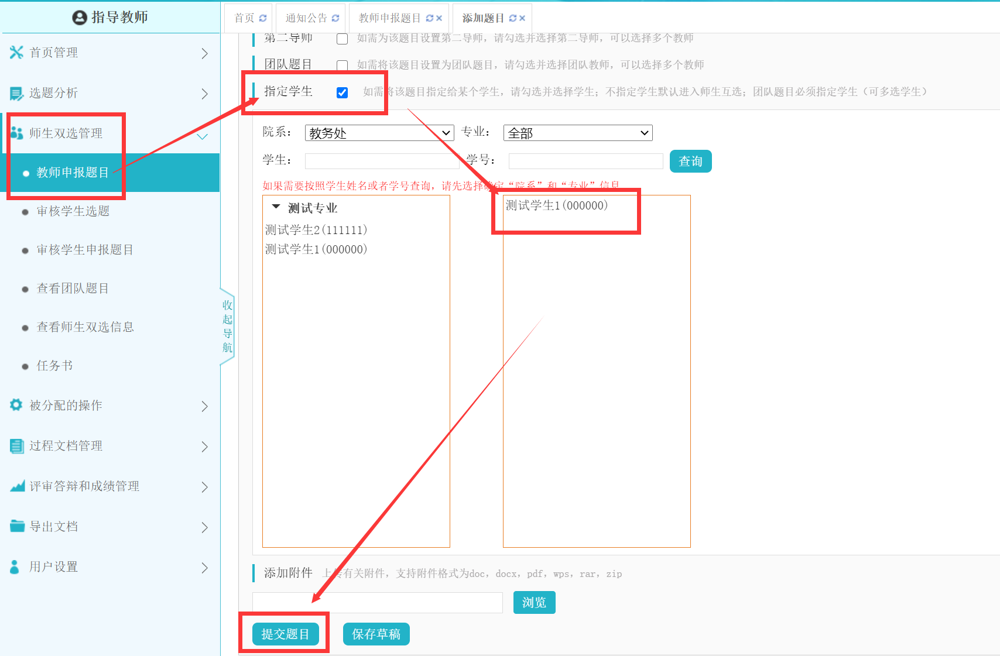 指导教师
首页
通知公告
教师申报题目
添加题目
首页管理
选题分析
师生双选管理
教师申报题目
审核学生选题
审核学生申报题目
查看团队题目
查看师生双选信息
任务书
被分配的操作
过程文档管理
评审答辩和成绩管理
导出文档
用户设置
收起导航
第二导师 如需为该题目设置第二导师，请勾选并选择第二导师，可以选择多个教师
团队题目 如需将该题目设置为团队题目，请勾选并选择团队教师，可以选择多个教师
指定学生 如需将该题目指定给某个学生，请勾选并选择学生；不指定学生默认进入师生互选；团队题目必须指定学生（可多选学生）
院系： 教务处 专业： 全部
学生： 学号： 查询
如果需要按照学生姓名或者学号查询，请先选择确定“院系”和“专业”信息
测试专业
测试学生2(111111)
测试学生1(000000)
测试学生1(000000)
添加附件 上传有关附件，支持附件格式为doc，docx，pdf，wps，rar，zip
浏览
提交题目 保存草稿